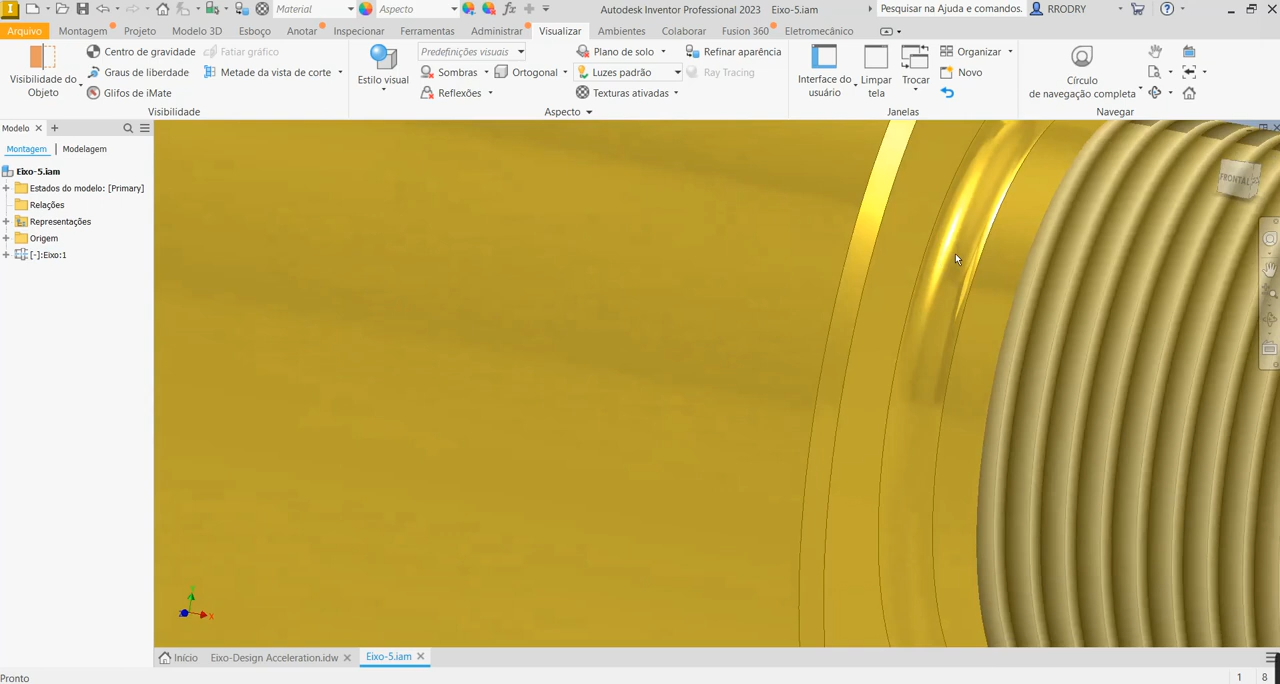 Material
Aspecto
Autodesk Inventor Professional 2023 Eixo-5.iam
Pesquisar na Ajuda e comandos.
RRODRY
Arquivo Montagem Projeto Modelo 3D Esboço Anotar Inspecionar Ferramentas Administrar Visualizar Ambientes Colaborar Fusion 360 Eletromecânico
Visibilidade do
Objeto
Centro de gravidade
Graus de liberdade
Glifos de iMate
Fatiar gráfico
Metade da vista de corte
Visibilidade
Estilo visual
Predefinições visuais
Sombras
Reflexões
Ortogonal
Plano de solo
Luzes padrão
Texturas ativadas
Refinar aparência
Ray Tracing
Aspecto
Interface do
usuário
Limpar
tela
Trocar
Organizar
Novo
Janelas
Círculo
de navegação completa
Navegar
Modelo
Montagem Modelagem
Eixo-5.iam
Estados do modelo: [Primary]
Relações
Representações
Origem
[-]:Eixo:1
FRONTAL
X
Início Eixo-Design Acceleration.idw Eixo-5.iam
Pronto
1 8